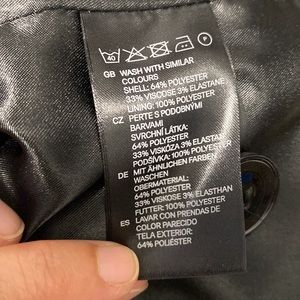 40 P
GB WASH WITH SIMILAR
COLOURS
SHELL: 64% POLYESTER
33% VISCOSE 3% ELASTANE
LINING: 100% POLYESTER
CZ PERTE S PODOBNÝMI
BARVAMI
SVRCHNÍ LÁTKA:
64% POLYESTER
33% VISKÓZA 3% ELASTAN
PODŠÍVKA: 100% POLYESTER
DE MIT ÄHNLICHEN FARBEN
WASCHEN
OBERMATERIAL:
64% POLYESTER
33% VISKOSE 3% ELASTHAN
FUTTER: 100% POLYESTER
ES LAVAR CON PRENDAS DE
COLOR PARECIDO
TELA EXTERIOR:
64% POLIÉSTER